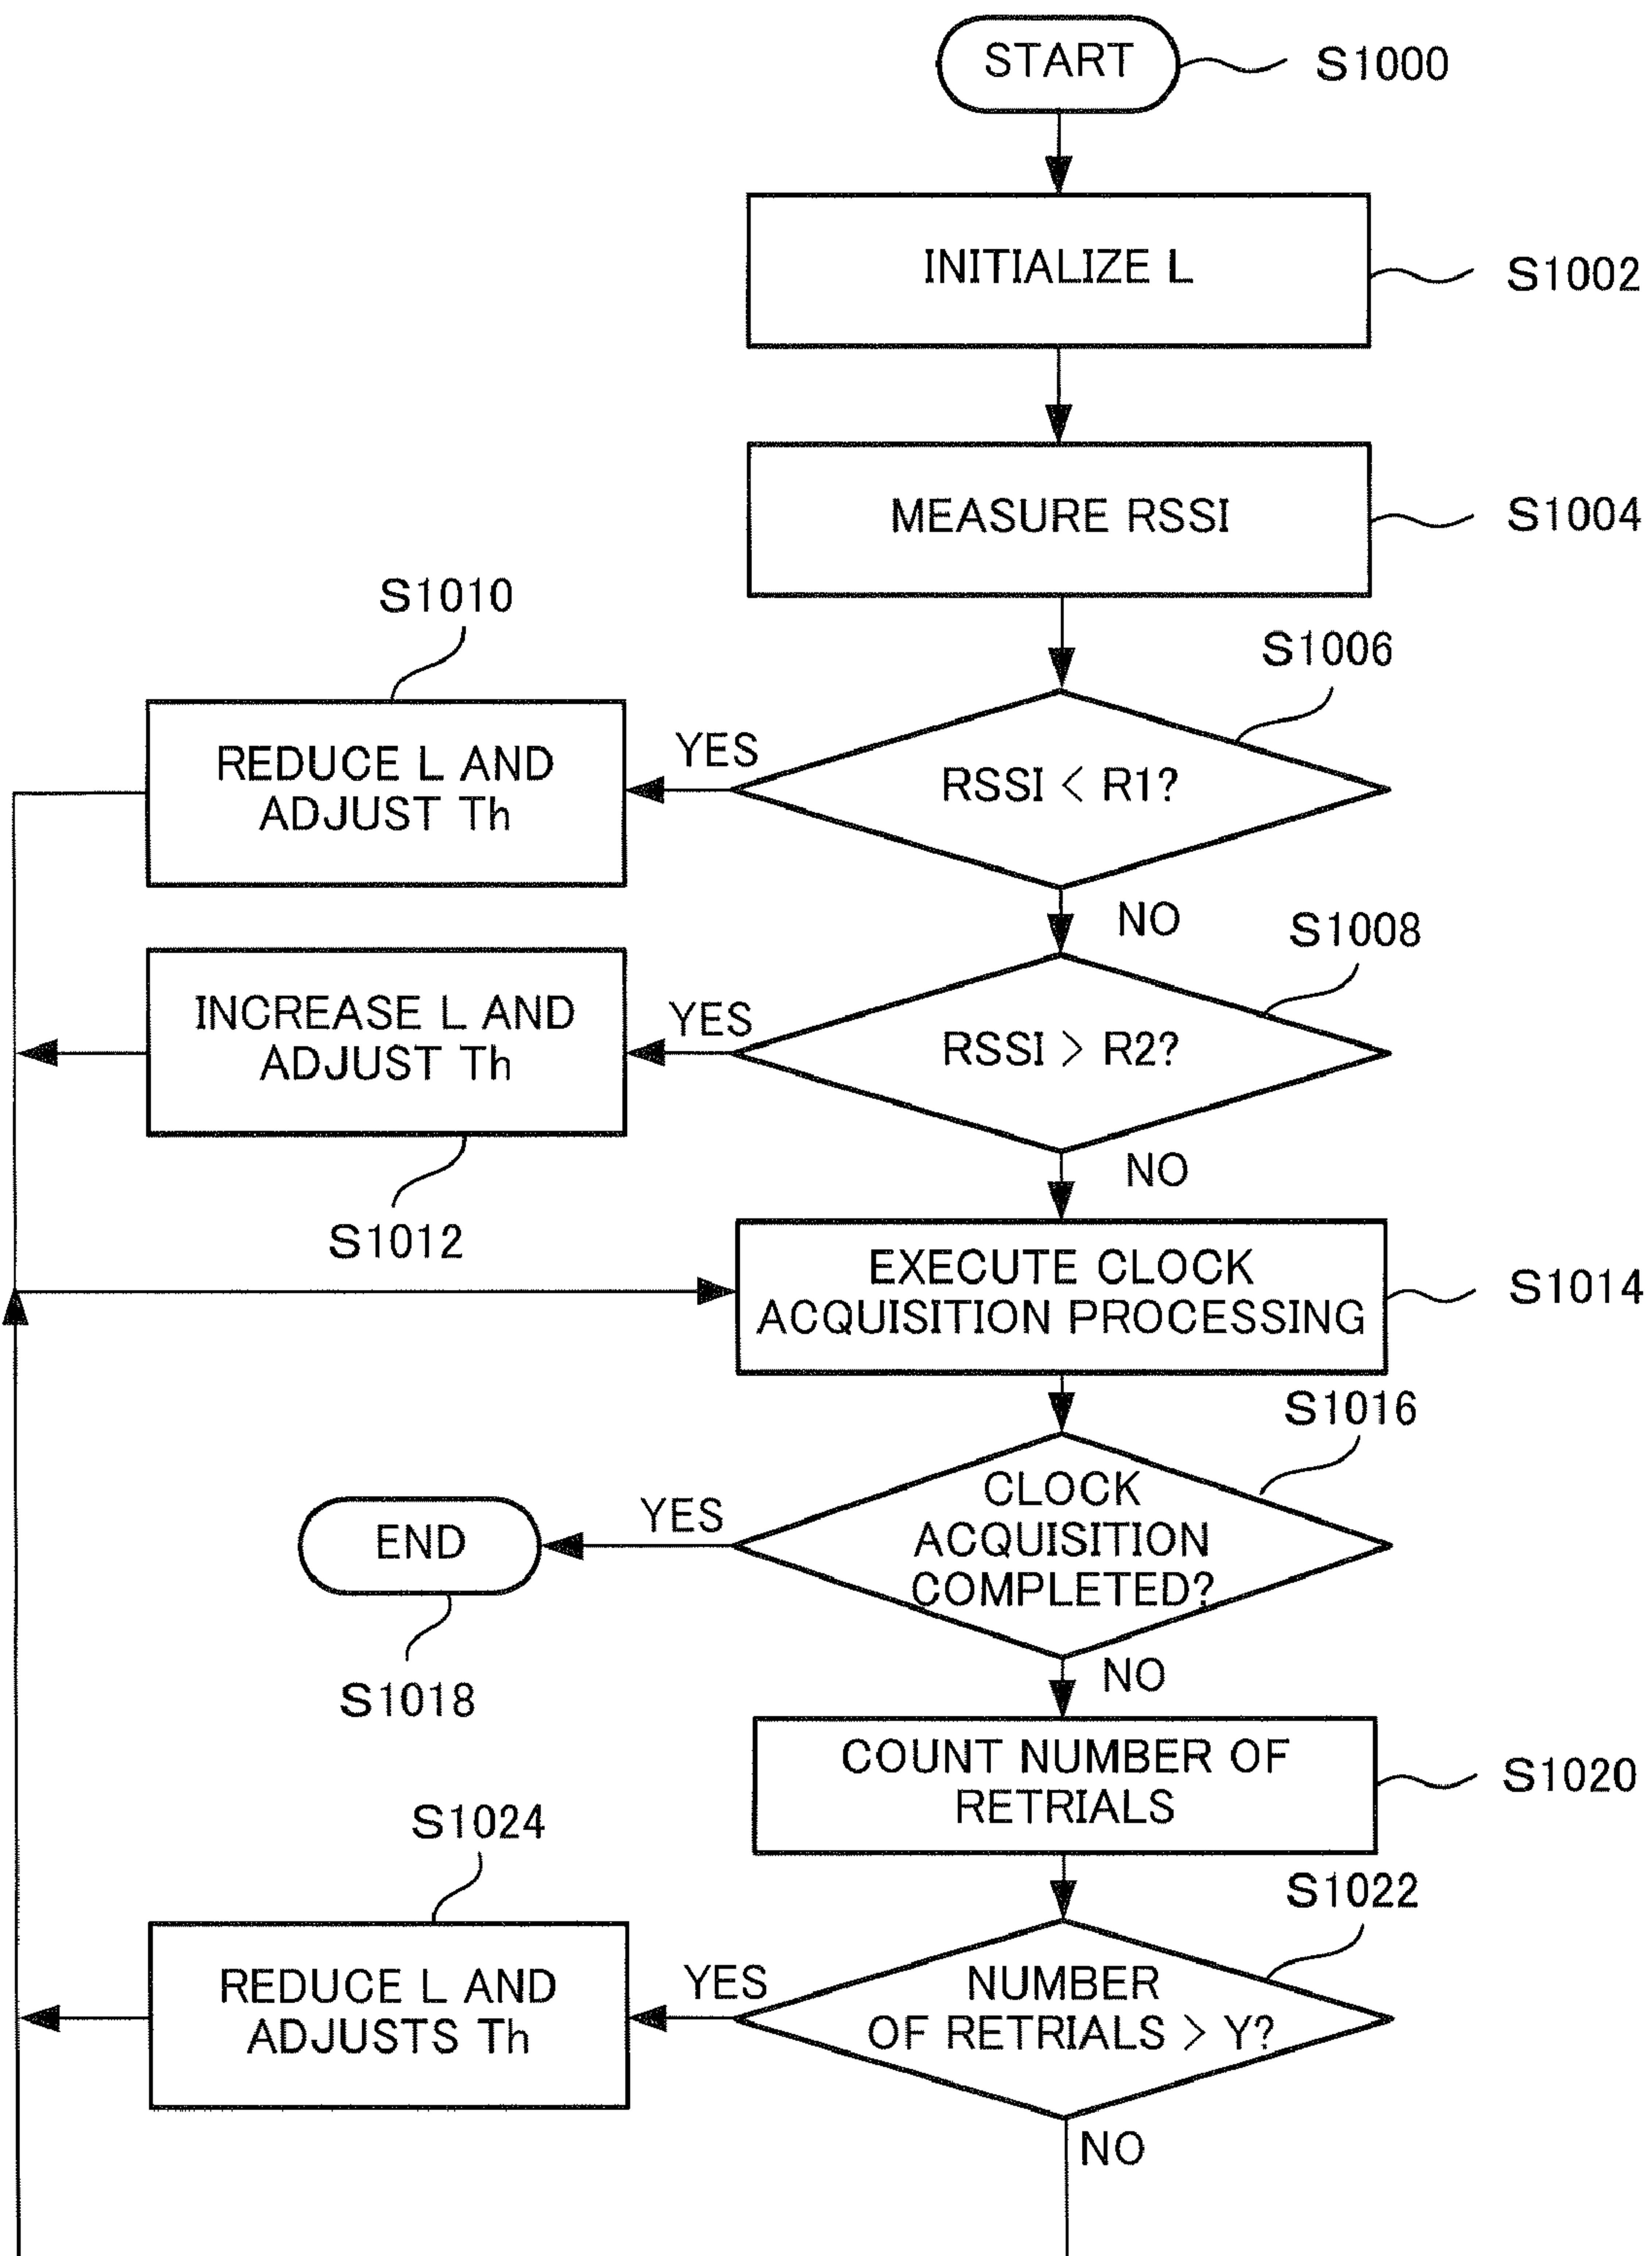 START
S1000
INITIALIZE L
S1002
MEASURE RSSI
S1004
S1006
RSSI < R1?
YES
S1010
REDUCE L AND
ADJUST Th
NO
S1008
RSSI > R2?
YES
INCREASE L AND
ADJUST Th
S1012
NO
EXECUTE CLOCK
ACQUISITION PROCESSING
S1014
S1016
CLOCK
ACQUISITION
COMPLETED?
YES
END
S1018
NO
COUNT NUMBER OF
RETRIALS
S1020
S1022
NUMBER
OF RETRIALS > Y?
YES
S1024
REDUCE L AND
ADJUSTS Th
NO